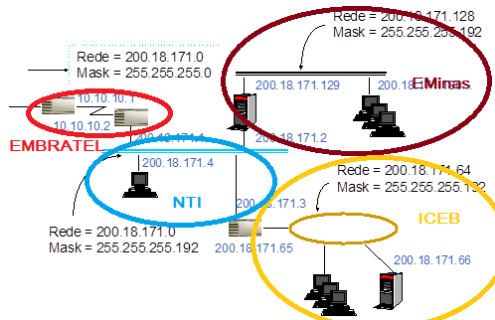 Rede = 200.18.171.128
Mask = 255.255.255.192
Rede = 200.18.171.0
Mask = 255.255.255.0
200.18.171.129
EMinas
10.10.10.1
10.10.10.2
EMBRATEL
200.18.171.2
200.18.171.4
NTI
Rede = 200.18.171.64
Mask = 255.255.255.192
200.18.171.3
ICEB
Rede = 200.18.171.0
Mask = 255.255.255.192
200.18.171.65
200.18.171.66